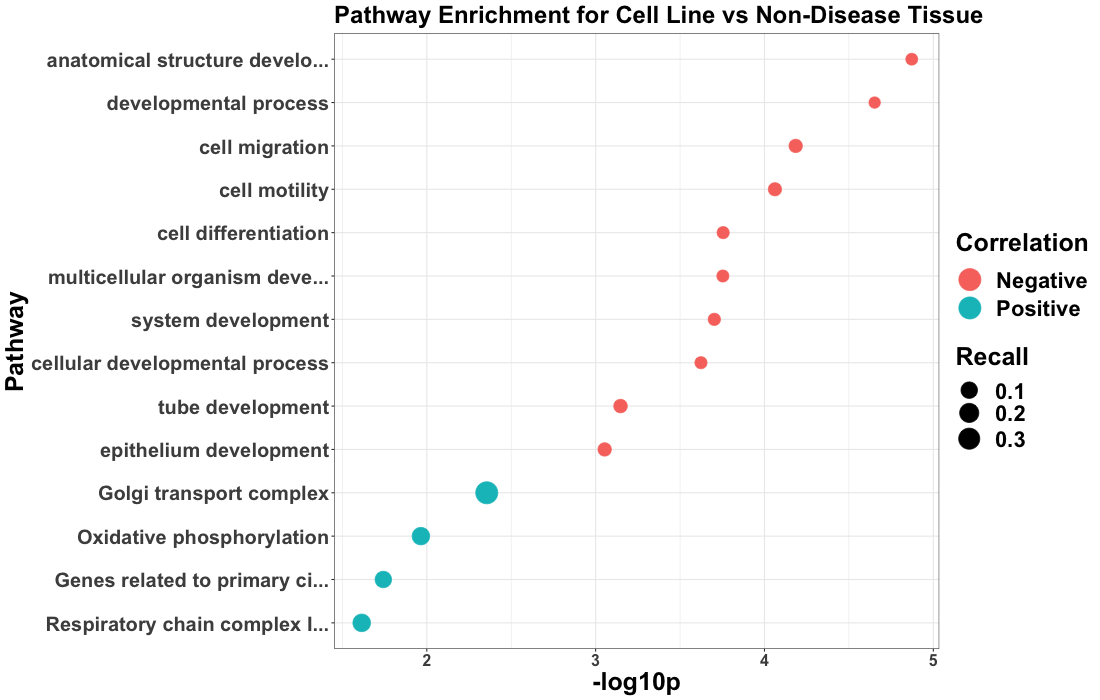 Pathway Enrichment for Cell Line vs Non-Disease Tissue
Pathway
anatomical structure develo...
developmental process
cell migration
cell motility
cell differentiation
multicellular organism deve...
system development
cellular developmental process
tube development
epithelium development
Golgi transport complex
Oxidative phosphorylation
Genes related to primary ci...
Respiratory chain complex I...
2 3 4 5
-log10p
Correlation
Negative
Positive
Recall
0.1
0.2
0.3